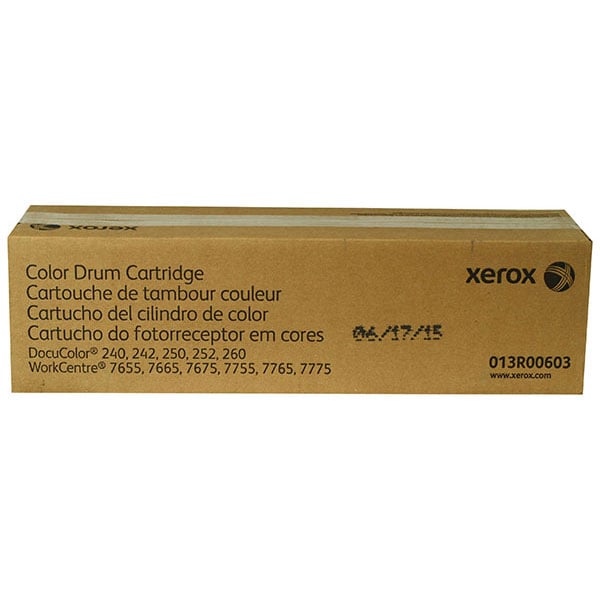 Color Drum Cartridge
Cartouche de tambour couleur
Cartucho del cilindro de color
Cartucho do fotorreceptor em cores
DocuColor® 240, 242, 250, 252, 260
WorkCentre® 7655, 7665, 7675, 7755, 7765, 7775
06/17/15
xerox
013R00603
www.xerox.com